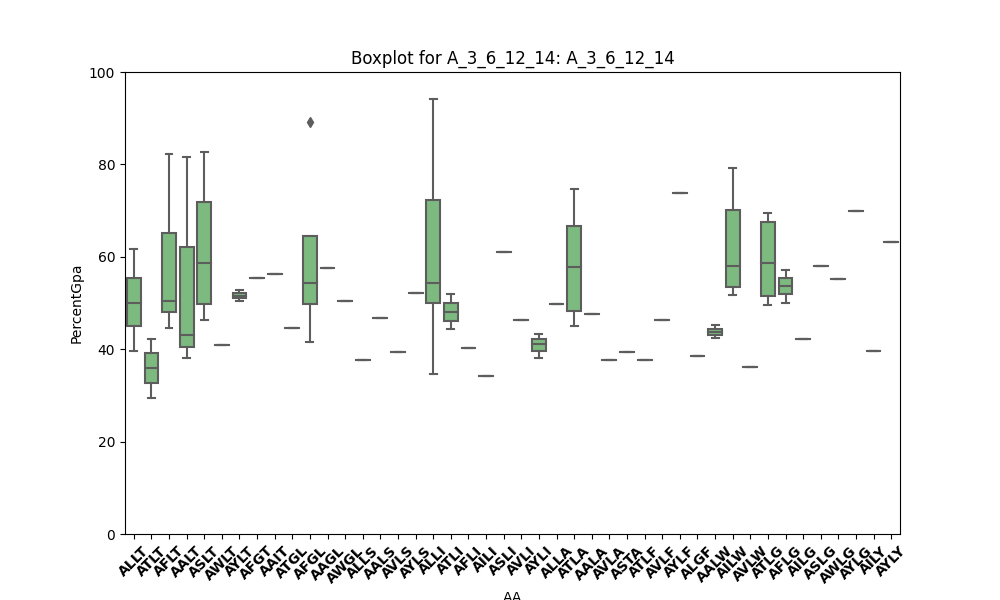 Boxplot for A_3_6_12_14: A_3_6_12_14
100
80
60
40
20
0
PercentGpa
ALLT
ATLT
AFLT
AALT
ASLT
AWLT
AYLT
AFGT
AAIT
ATGL
AFGL
AAGL
AWGL
ALLS
AALS
AVLS
AYLS
ALLI
ATLI
AFLI
AILI
ASLI
AVLI
AYLI
ALLA
ATLA
AALA
AVLA
ASTA
ATLF
AVLF
AYLF
ALGF
AALW
AILW
AVLW
ATLG
AFLG
AILG
ASLG
AWLG
AYLG
AILY
AYLY
AA